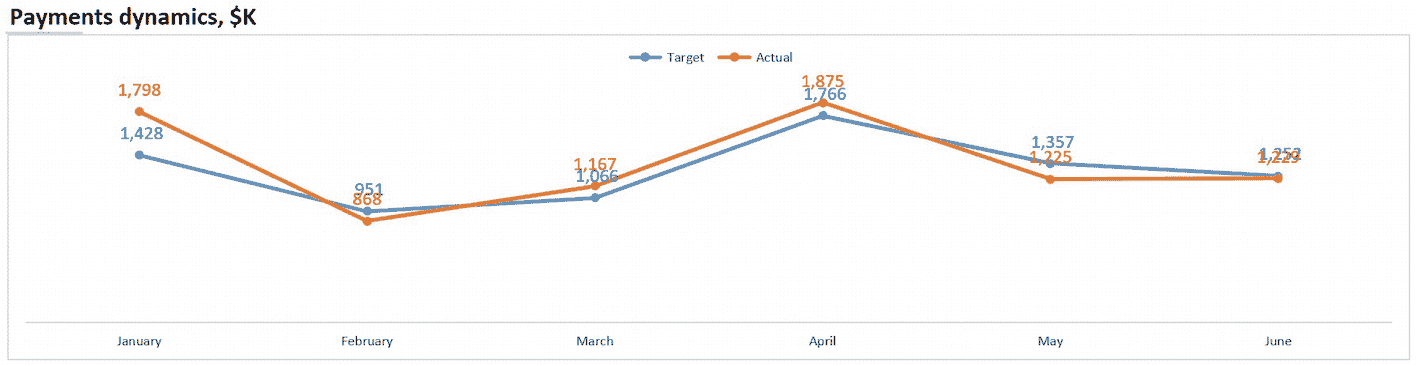 Payments dynamics, $K
Target
Actual
1,798
1,428
951
868
1,167
1,066
1,875
1,766
1,357
1,225
January
February
March
April
May
June